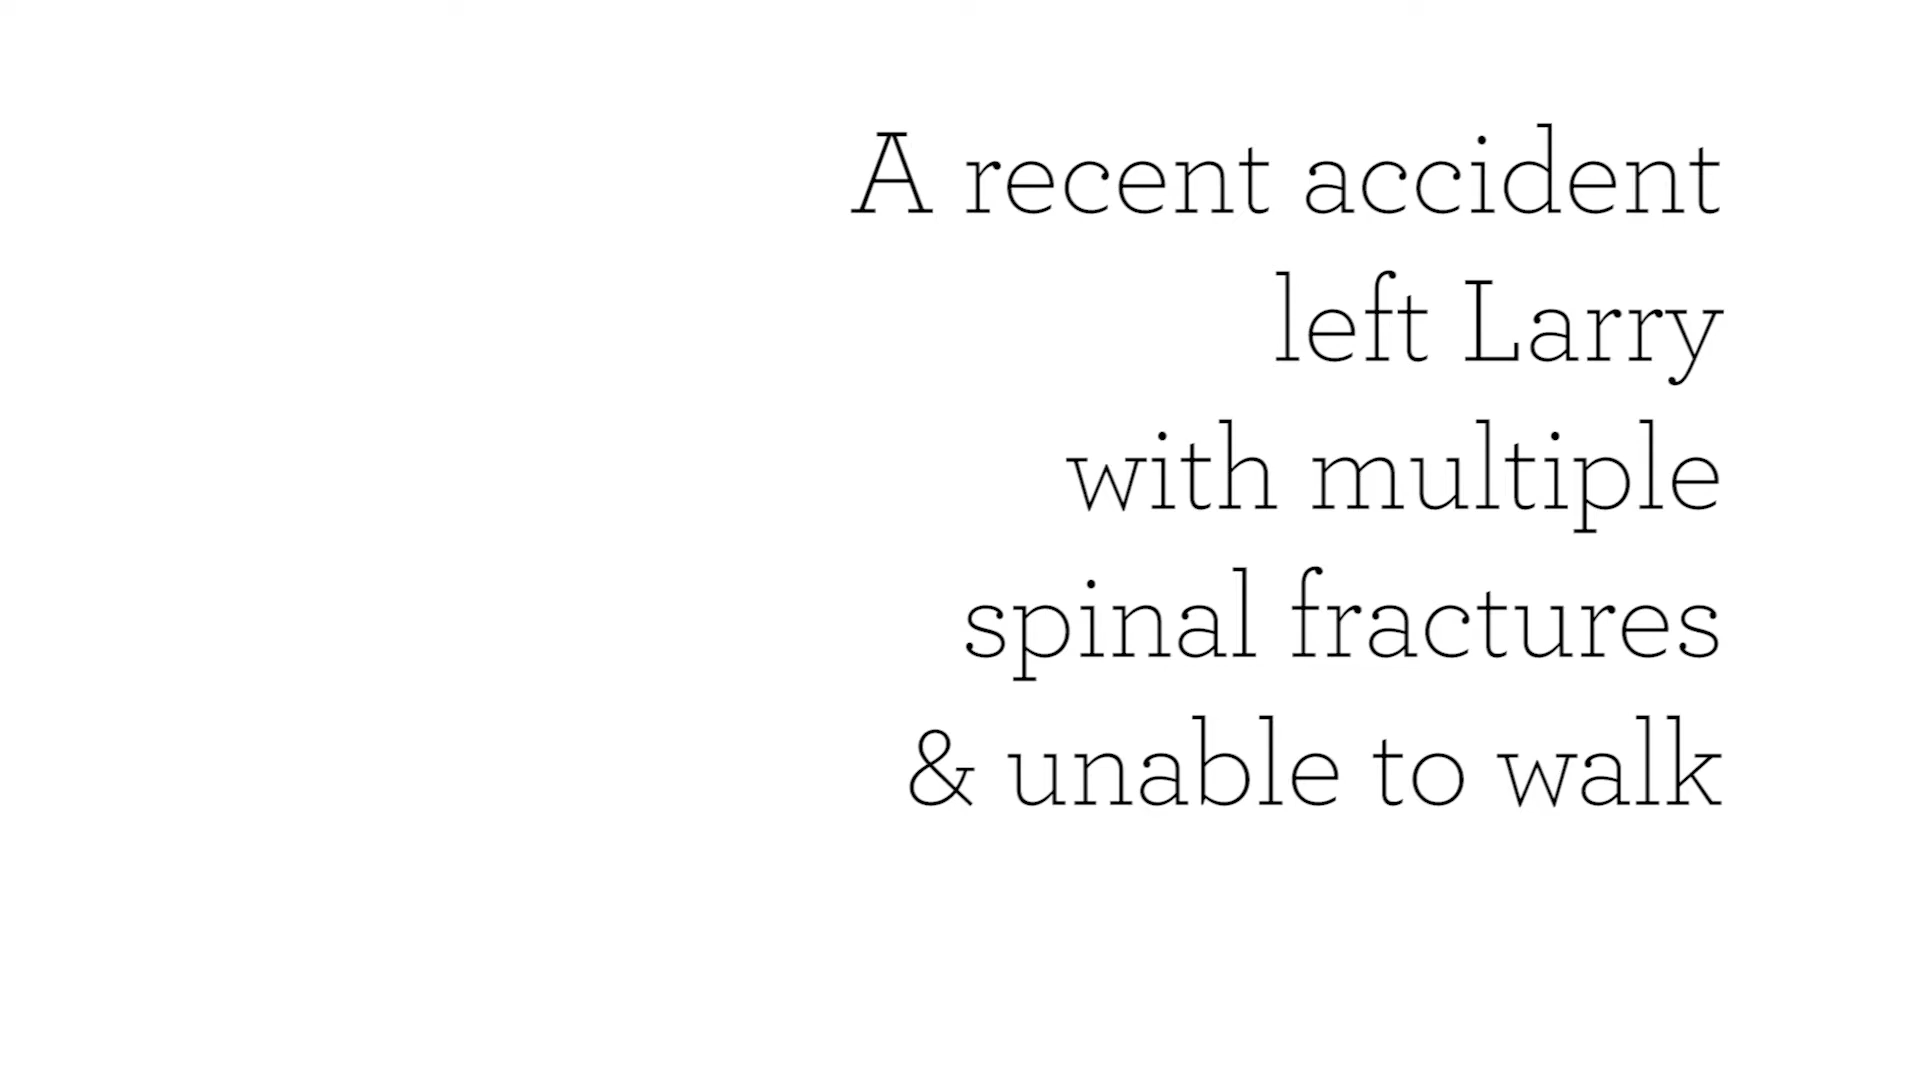 A recent accident
left Larry
with multiple
spinal fractures
& unable to walk